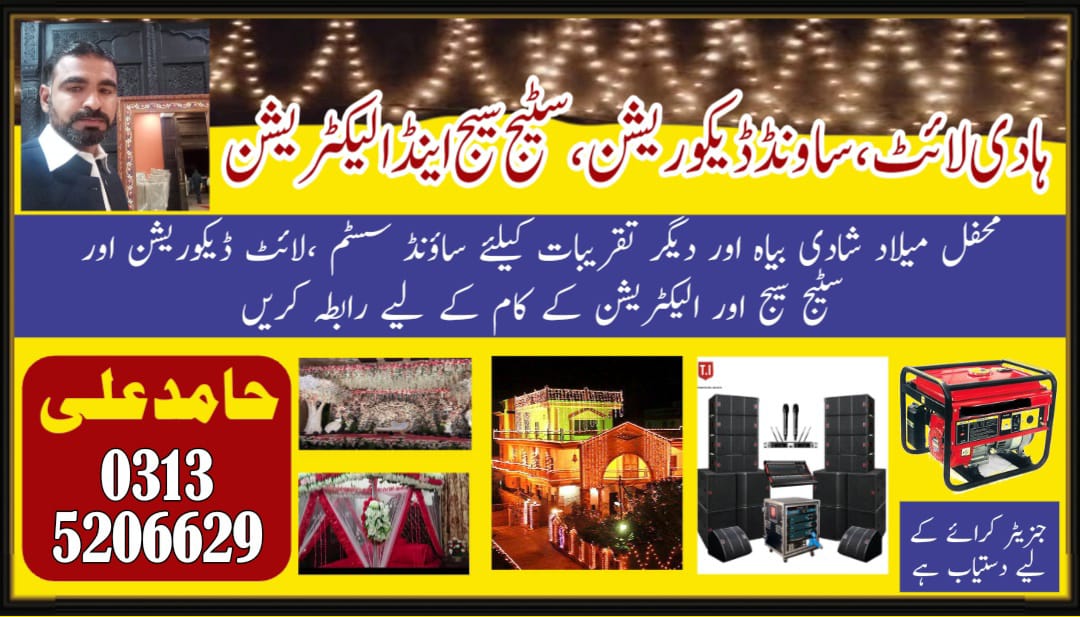 ہادی لائٹ، ساونڈ ڈیکوریشن، سٹیج سیج اینڈ الیکٹریشن
محفل میلاد شادی بیاہ اور دیگر تقریبات کیلئے ساؤنڈ سسٹم ،لائٹ ڈیکوریشن اور
سٹیج سیج اور الیکٹریشن کے کام کے لیے رابطہ کریں
حامد علی
0313
5206629
T.I
جنریٹر کرائے کے
لیے دستیاب ہے